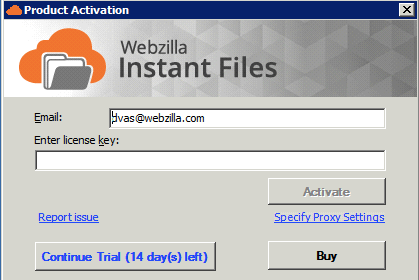 Product Activation
Webzilla
Instant Files
Email:
dvas@webzilla.com
Enter license key:
Activate
Report issue
Specify Proxy Settings
Continue Trial (14 day(s) left)
Buy